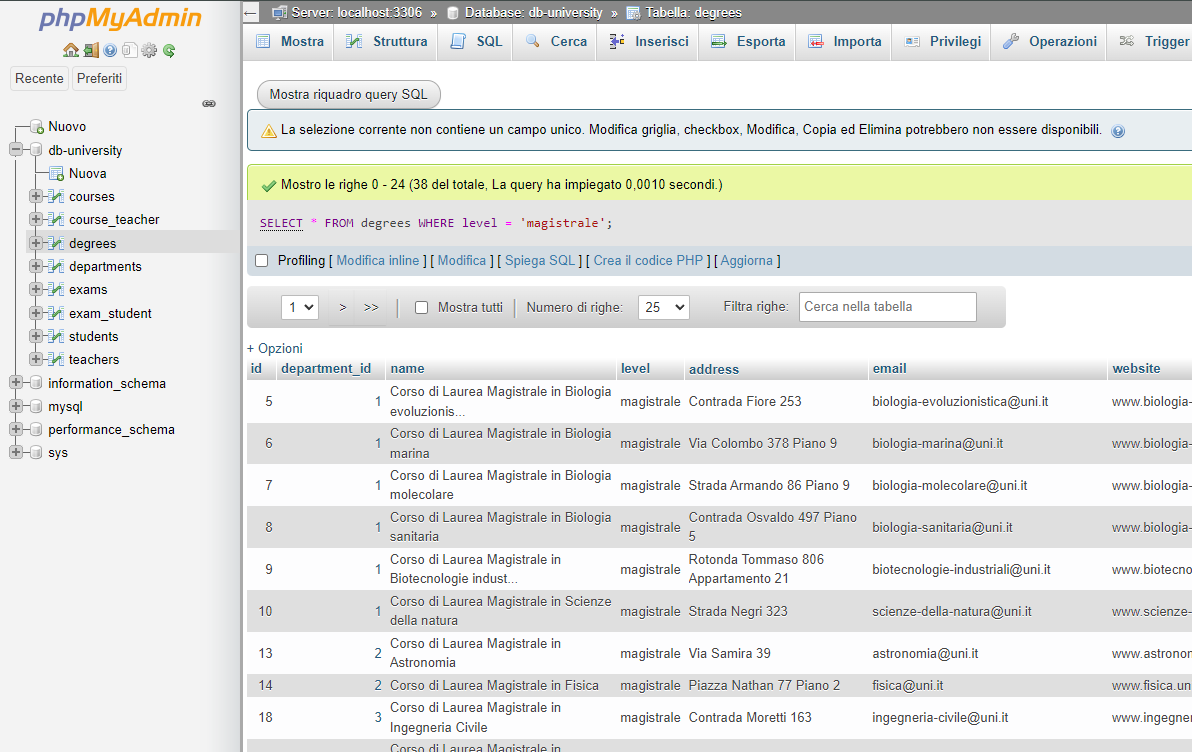 phpMyAdmin
Recente Preferiti
Nuovo
db-university
Nuova
courses
course_teacher
degrees
departments
exams
exam_student
students
teachers
information_schema
mysql
performance_schema
sys
Server: localhost:3306 » Database: db-university » Tabella: degrees
Mostra Struttura SQL Cerca Inserisci Esporta Importa Privilegi Operazioni Trigger
Mostra riquadro query SQL
La selezione corrente non contiene un campo unico. Modifica griglia, checkbox, Modifica, Copia ed Elimina potrebbero non essere disponibili.
Mostro le righe 0 - 24 (38 del totale, La query ha impiegato 0,0010 secondi.)
SELECT * FROM degrees WHERE level = 'magistrale';
Profiling [ Modifica inline ] [ Modifica ] [ Spiega SQL ] [ Crea il codice PHP ] [ Aggiorna ]
1 > >> | Mostra tutti | Numero di righe: 25 Filtra righe: Cerca nella tabella
+ Opzioni
id department_id name level address email website
5 1 Corso di Laurea Magistrale in Biologia evoluzionis... magistrale Contrada Fiore 253 biologia-evoluzionistica@uni.it www.biologia-
6 1 Corso di Laurea Magistrale in Biologia marina magistrale Via Colombo 378 Piano 9 biologia-marina@uni.it www.biologia-
7 1 Corso di Laurea Magistrale in Biologia molecolare magistrale Strada Armando 86 Piano 9 biologia-molecolare@uni.it www.biologia-
8 1 Corso di Laurea Magistrale in Biologia sanitaria magistrale Contrada Osvaldo 497 Piano 5 biologia-sanitaria@uni.it www.biologia-
9 1 Corso di Laurea Magistrale in Biotecnologie indust... magistrale Rotonda Tommaso 806 Appartamento 21 biotecnologie-industriali@uni.it www.biotecno
10 1 Corso di Laurea Magistrale in Scienze della natura magistrale Strada Negri 323 scienze-della-natura@uni.it www.scienze-
13 2 Corso di Laurea Magistrale in Astronomia magistrale Via Samira 39 astronomia@uni.it www.astronon
14 2 Corso di Laurea Magistrale in Fisica magistrale Piazza Nathan 77 Piano 2 fisica@uni.it www.fisica.un
18 3 Corso di Laurea Magistrale in Ingegneria Civile magistrale Contrada Moretti 163 ingegneria-civile@uni.it www.ingegne
Corso di Laurea Magistrale in